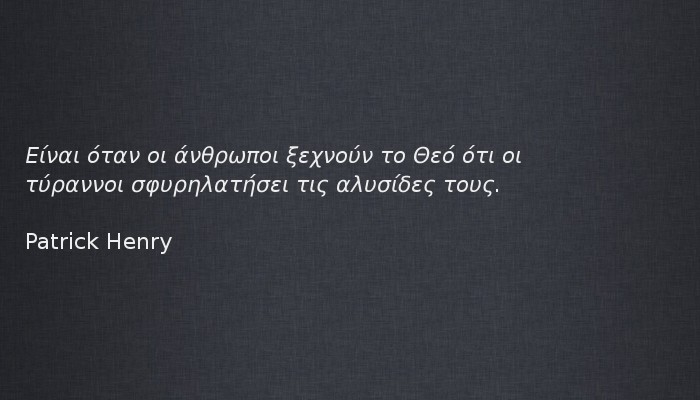 Είναι όταν οι άνθρωποι ξεχνούν το Θεό ότι οι
τύραννοι σφυρηλατήσει τις αλυσίδες τους.
Patrick Henry